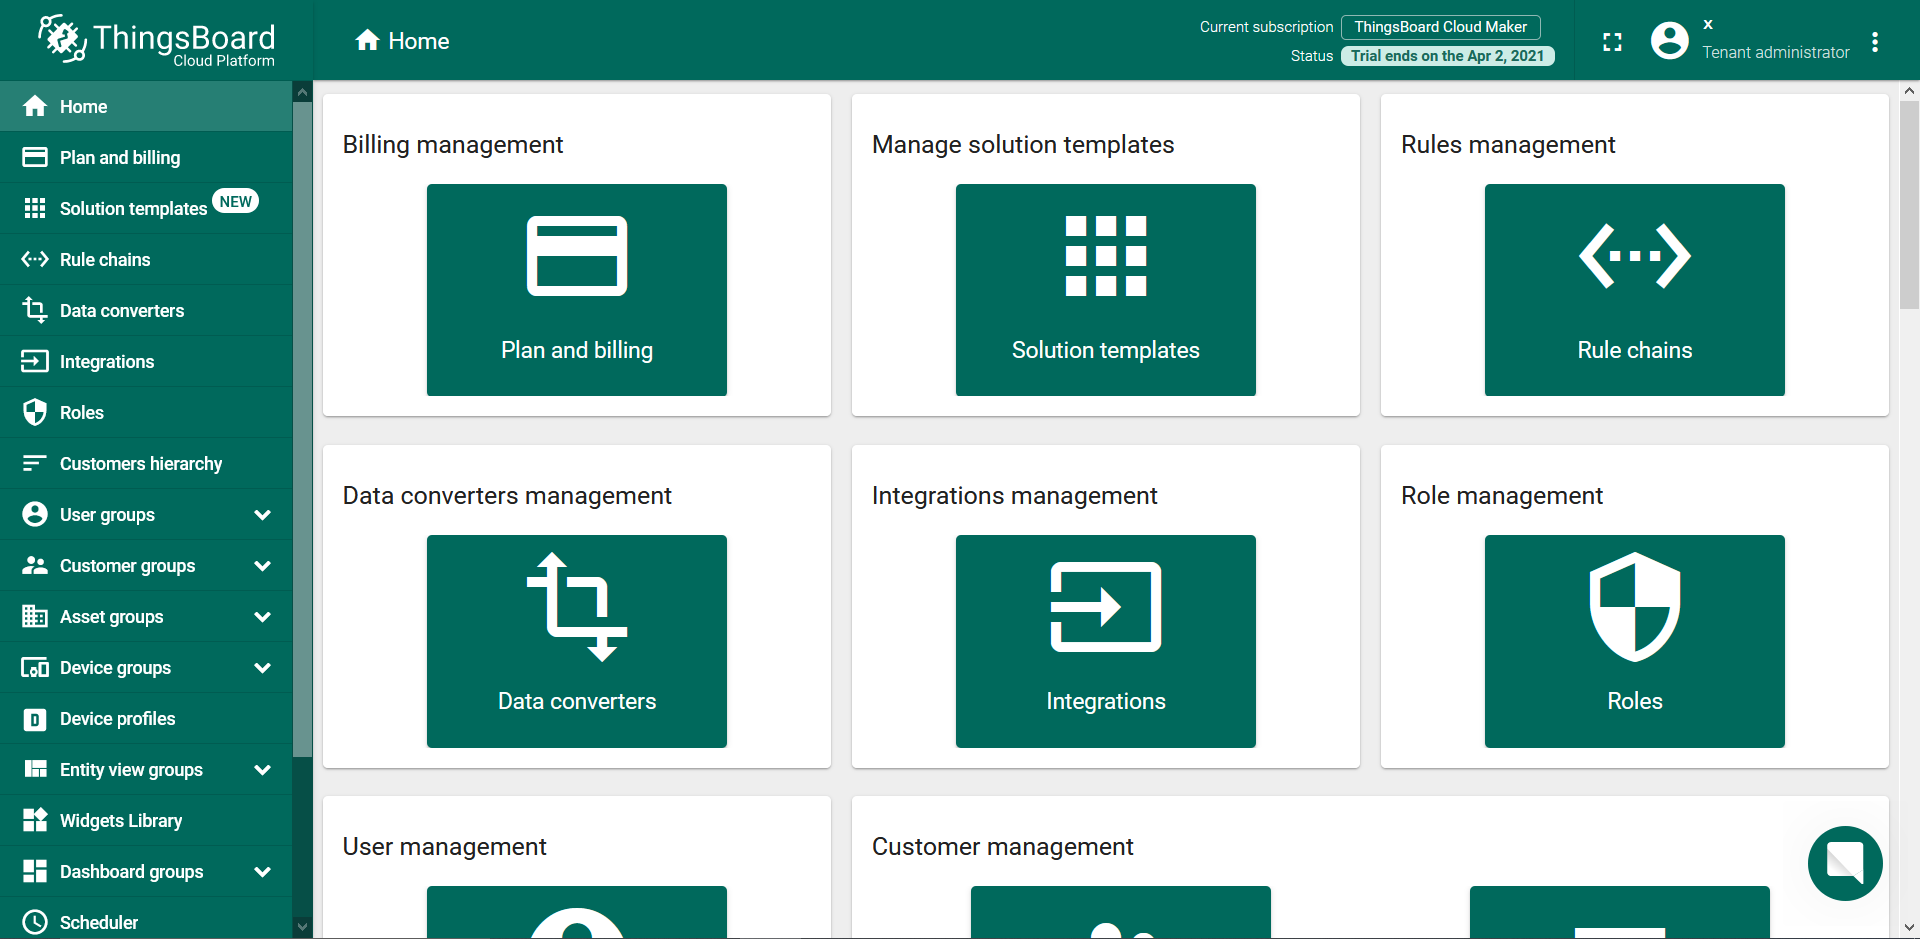 ThingsBoard
Cloud Platform
Home
Current subscription ThingsBoard Cloud Maker
Status Trial ends on the Apr 2, 2021
x
Tenant administrator
Home
Plan and billing
Solution templates NEW
Rule chains
Data converters
Integrations
Roles
Customers hierarchy
User groups
Customer groups
Asset groups
Device groups
D Device profiles
Entity view groups
Widgets Library
Dashboard groups
Scheduler
Billing management
Plan and billing
Manage solution templates
Solution templates
Rules management
Rule chains
Data converters management
Data converters
Integrations management
Integrations
Role management
Roles
User management
Customer management